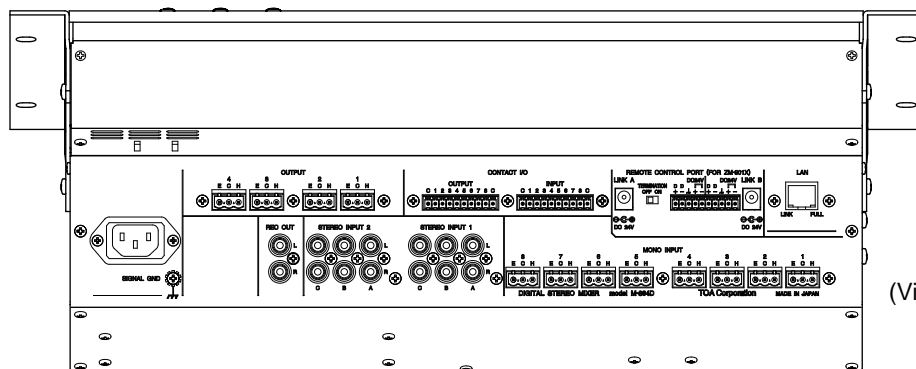 OUTPUT
4 3 2 1
E C H E C H E C H E C H
CONTACT I/O
OUTPUT INPUT
C 1 2 3 4 5 6 7 8 C C 1 2 3 4 5 6 7 8 C
REMOTE CONTROL PORT (FOR ZM-901X)
LINK A LINK B
TERMINATION
OFF ON
DC24V DC24V
DC 24V DC 24V
LAN
LINK FULL
SIGNAL GND
REC OUT
L
R
STEREO INPUT 2
L
R
C B A
STEREO INPUT 1
L
R
C B A
MONO INPUT
8 7 6 5 4 3 2 1
E C H E C H E C H E C H E C H E C H E C H E C H
DIGITAL STEREO MIXER model M-864D TOA Corporation MADE IN JAPAN
(Vi